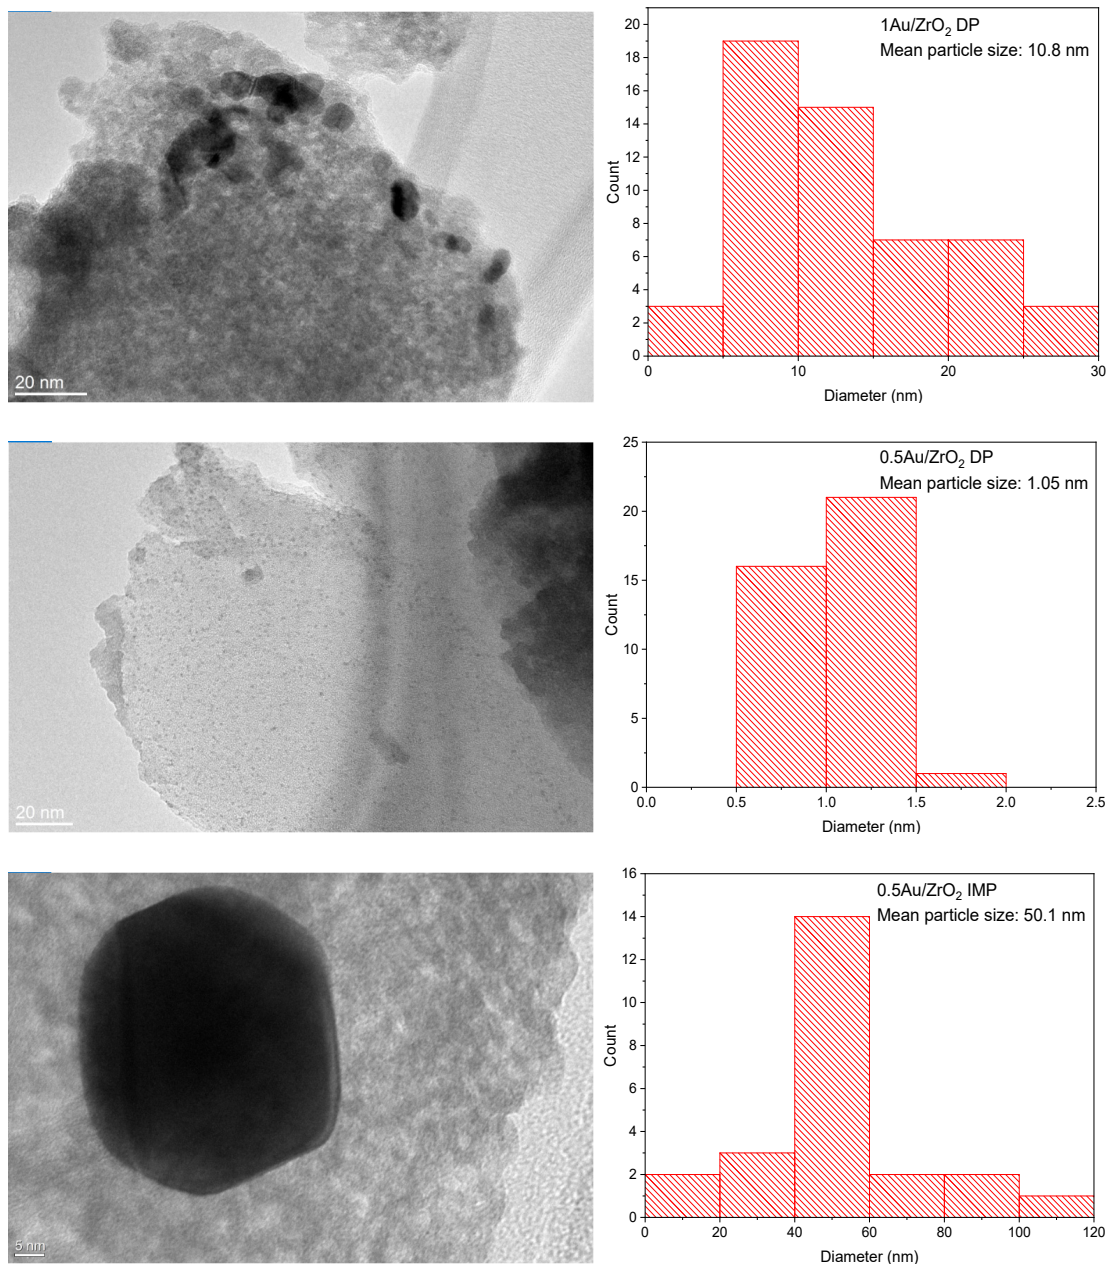 20 nm
1Au/ZrO₂ DP
Mean particle size: 10.8 nm
Count
20
18
16
14
12
10
8
6
4
2
0
0 10 20 30
Diameter (nm)
20 nm
0.5Au/ZrO₂ DP
Mean particle size: 1.05 nm
Count
25
20
15
10
5
0
0.0 0.5 1.0 1.5 2.0 2.5
Diameter (nm)
5 nm
0.5Au/ZrO₂ IMP
Mean particle size: 50.1 nm
Count
16
14
12
10
8
6
4
2
0
0 20 40 60 80 100 120
Diameter (nm)